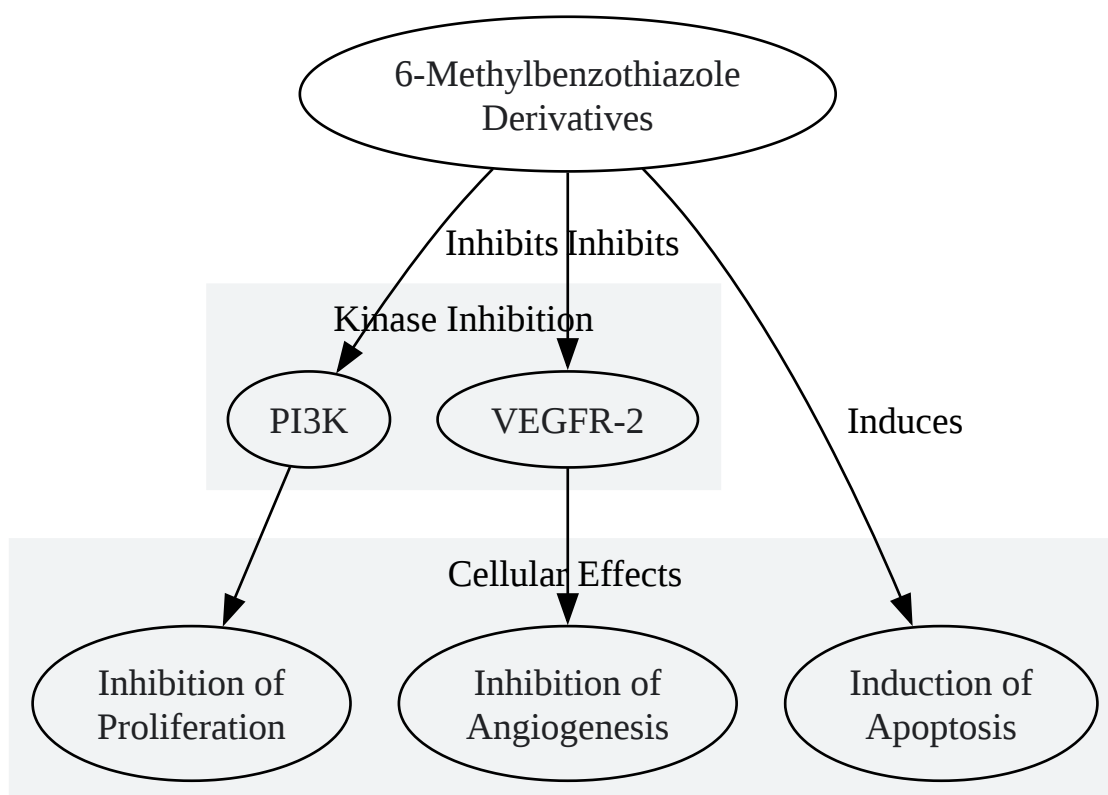 6-Methylbenzothiazole
Derivatives
Inhibits Inhibits
Kinase Inhibition
PI3K VEGFR-2
Induces
Cellular Effects
Inhibition of
Proliferation
Inhibition of
Angiogenesis
Induction of
Apoptosis